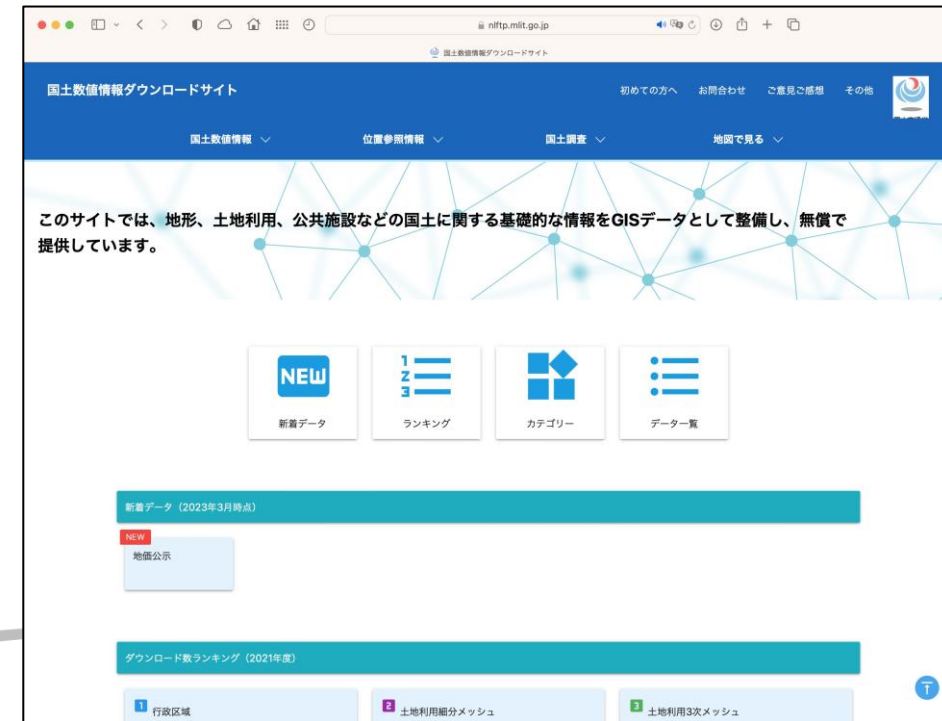 nlftp.mlit.go.jp
国土数値情報ダウンロードサイト
国土数値情報ダウンロードサイト
初めての方へ お問合わせ ご意見ご感想 その他
国土数値情報 位置参照情報 国土調査 地図で見る
このサイトでは、地形、土地利用、公共施設などの国土に関する基礎的な情報をGISデータとして整備し、無償で
提供しています。
NEW
1
2
3
新着データ ランキング カテゴリー データ一覧
新着データ（2023年3月時点）
NEW
地価公示
ダウンロード数ランキング（2021年度）
1 行政区域 2 土地利用細分メッシュ 3 土地利用3次メッシュ